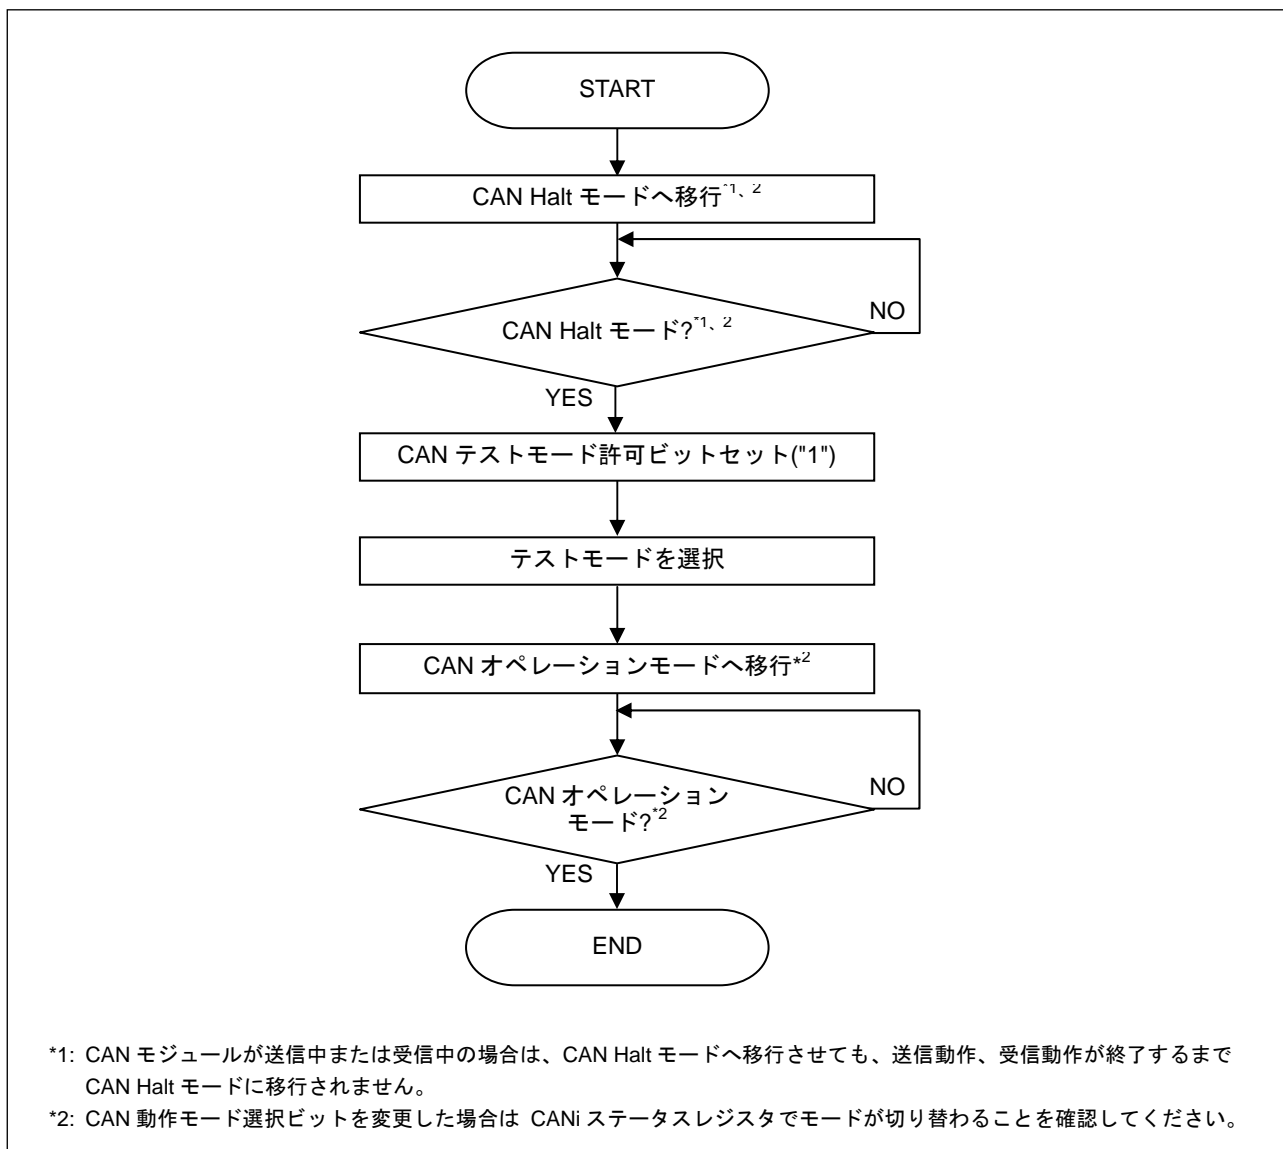 START
CAN Halt モードへ移行*1、2
CAN Halt モード?*1、2
NO
YES
CAN テストモード許可ビットセット("1")
テストモードを選択
CAN オペレーションモードへ移行*2
CAN オペレーション
モード?*2
NO
YES
END
*1: CAN モジュールが送信中または受信中の場合は、CAN Halt モードへ移行させても、送信動作、受信動作が終了するまで
CAN Halt モードに移行されません。
*2: CAN 動作モード選択ビットを変更した場合は CANi ステータスレジスタでモードが切り替わることを確認してください。